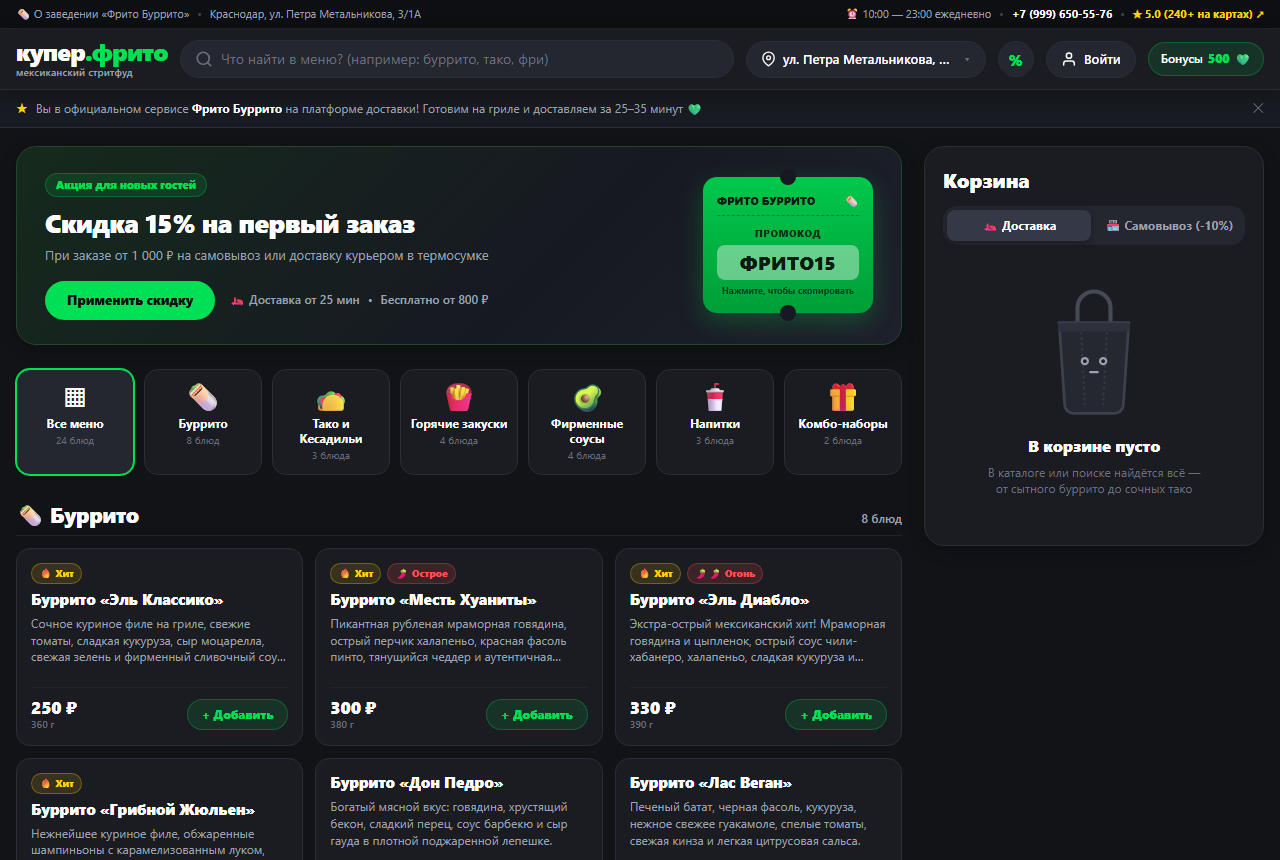 О заведении «Фрито Буррито» • Краснодар, ул. Петра Метальникова, 3/1А
10:00 — 23:00 ежедневно • +7 (999) 650-55-76 • ★ 5.0 (240+ на картах) ↗
купер.фрито
мексиканский стритфуд
Что найти в меню? (например: буррито, тако, фри)
ул. Петра Метальникова, ...
%
Войти
Бонусы 500
★ Вы в официальном сервисе Фрито Буррито на платформе доставки! Готовим на гриле и доставляем за 25–35 минут
Акция для новых гостей
Скидка 15% на первый заказ
При заказе от 1 000 ₽ на самовывоз или доставку курьером в термосумке
Применить скидку
Доставка от 25 мин • Бесплатно от 800 ₽
ФРИТО БУРРИТО
ПРОМОКОД
ФРИТО15
Нажмите, чтобы скопировать
Корзина
Доставка
Самовывоз (-10%)
В корзине пусто
В каталоге или поиске найдётся всё —
от сытного буррито до сочных тако
Все меню
24 блюд
Буррито
8 блюд
Тако и
Кесадильи
3 блюда
Горячие закуски
4 блюда
Фирменные
соусы
4 блюда
Напитки
3 блюда
Комбо-наборы
2 блюда
Буррито
8 блюд
Хит
Буррито «Эль Классико»
Сочное куриное филе на гриле, свежие
томаты, сладкая кукуруза, сыр моцарелла,
свежая зелень и фирменный сливочный соу...
250 ₽
360 г
+ Добавить
Хит
Острое
Буррито «Месть Хуаниты»
Пикантная рубленая мраморная говядина,
острый перчик халапеньо, красная фасоль
пинто, тянущийся чеддер и аутентичная...
300 ₽
380 г
+ Добавить
Хит
Огонь
Буррито «Эль Диабло»
Экстра-острый мексиканский хит! Мраморная
говядина и цыпленок, острый соус чили-
хабанеро, халапеньо, сладкая кукуруза и...
330 ₽
390 г
+ Добавить
Хит
Буррито «Грибной Жюльен»
Нежнейшее куриное филе, обжаренные
шампиньоны с карамелизованным луком,
Буррито «Дон Педро»
Богатый мясной вкус: говядина, хрустящий
бекон, сладкий перец, соус барбекю и сыр
гауда в плотной поджаренной лепешке.
Буррито «Лас Веган»
Печеный батат, черная фасоль, кукуруза,
нежное свежее гуакамоле, спелые томаты,
свежая кинза и легкая цитрусовая сальса.